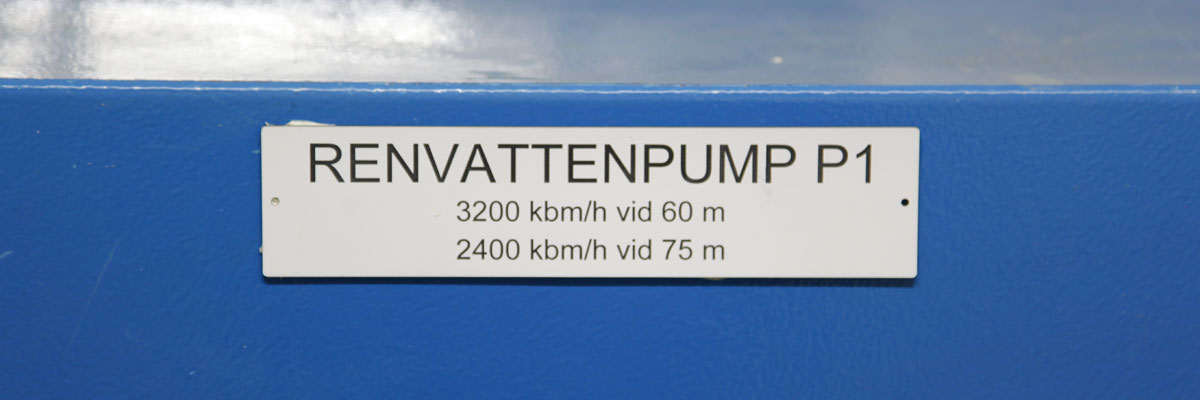 RENVATTENPUMP P1
3200 kbm/h vid 60 m
2400 kbm/h vid 75 m